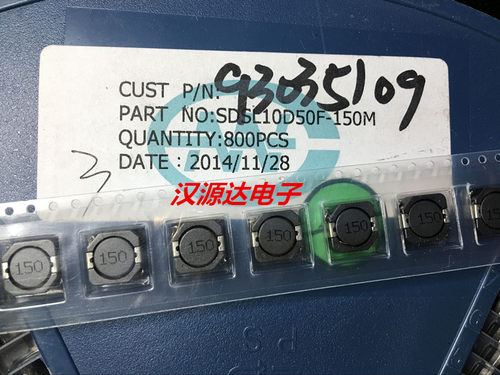 CUST P/N: 93035109
PART NO:SDSL10D50F-150M
QUANTITY:800PCS
DATE : 2014/11/28
3
汉源达电子
150 150 150 150 150 150